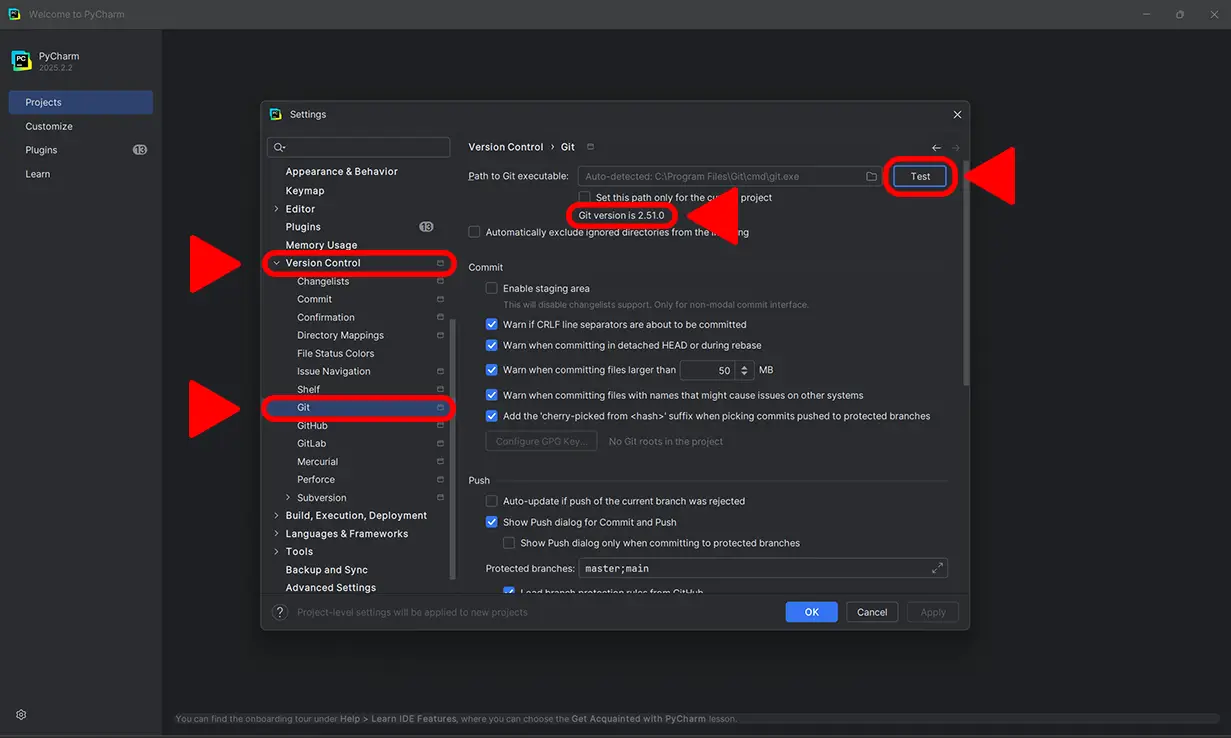 Welcome to PyCharm
PyCharm
2025.2.2
Projects
Customize
Plugins 13
Learn
Settings
Appearance & Behavior
Keymap
Editor
Plugins 13
Memory Usage
Version Control
Changelists
Commit
Confirmation
Directory Mappings
File Status Colors
Issue Navigation
Shelf
Git
GitHub
GitLab
Mercurial
Perforce
Subversion
Build, Execution, Deployment
Languages & Frameworks
Tools
Backup and Sync
Advanced Settings
Version Control › Git
Path to Git executable: Auto-detected: C:\Program Files\Git\cmd\git.exe Test
Set this path only for the cu project
Git version is 2.51.0
Automatically exclude ignored directories from the ing
Commit
Enable staging area
This will disable changelists support. Only for non-modal commit interface.
Warn if CRLF line separators are about to be committed
Warn when committing in detached HEAD or during rebase
Warn when committing files larger than 50 MB
Warn when committing files with names that might cause issues on other systems
Add the 'cherry-picked from <hash>' suffix when picking commits pushed to protected branches
Configure GPG Key... No Git roots in the project
Push
Auto-update if push of the current branch was rejected
Show Push dialog for Commit and Push
Show Push dialog only when committing to protected branches
Protected branches: master;main
Load branch protection rules from GitHub
? Project-level settings will be applied to new projects
OK Cancel Apply
You can find the onboarding tour under Help > Learn IDE Features, where you can choose the Get Acquainted with PyCharm lesson.